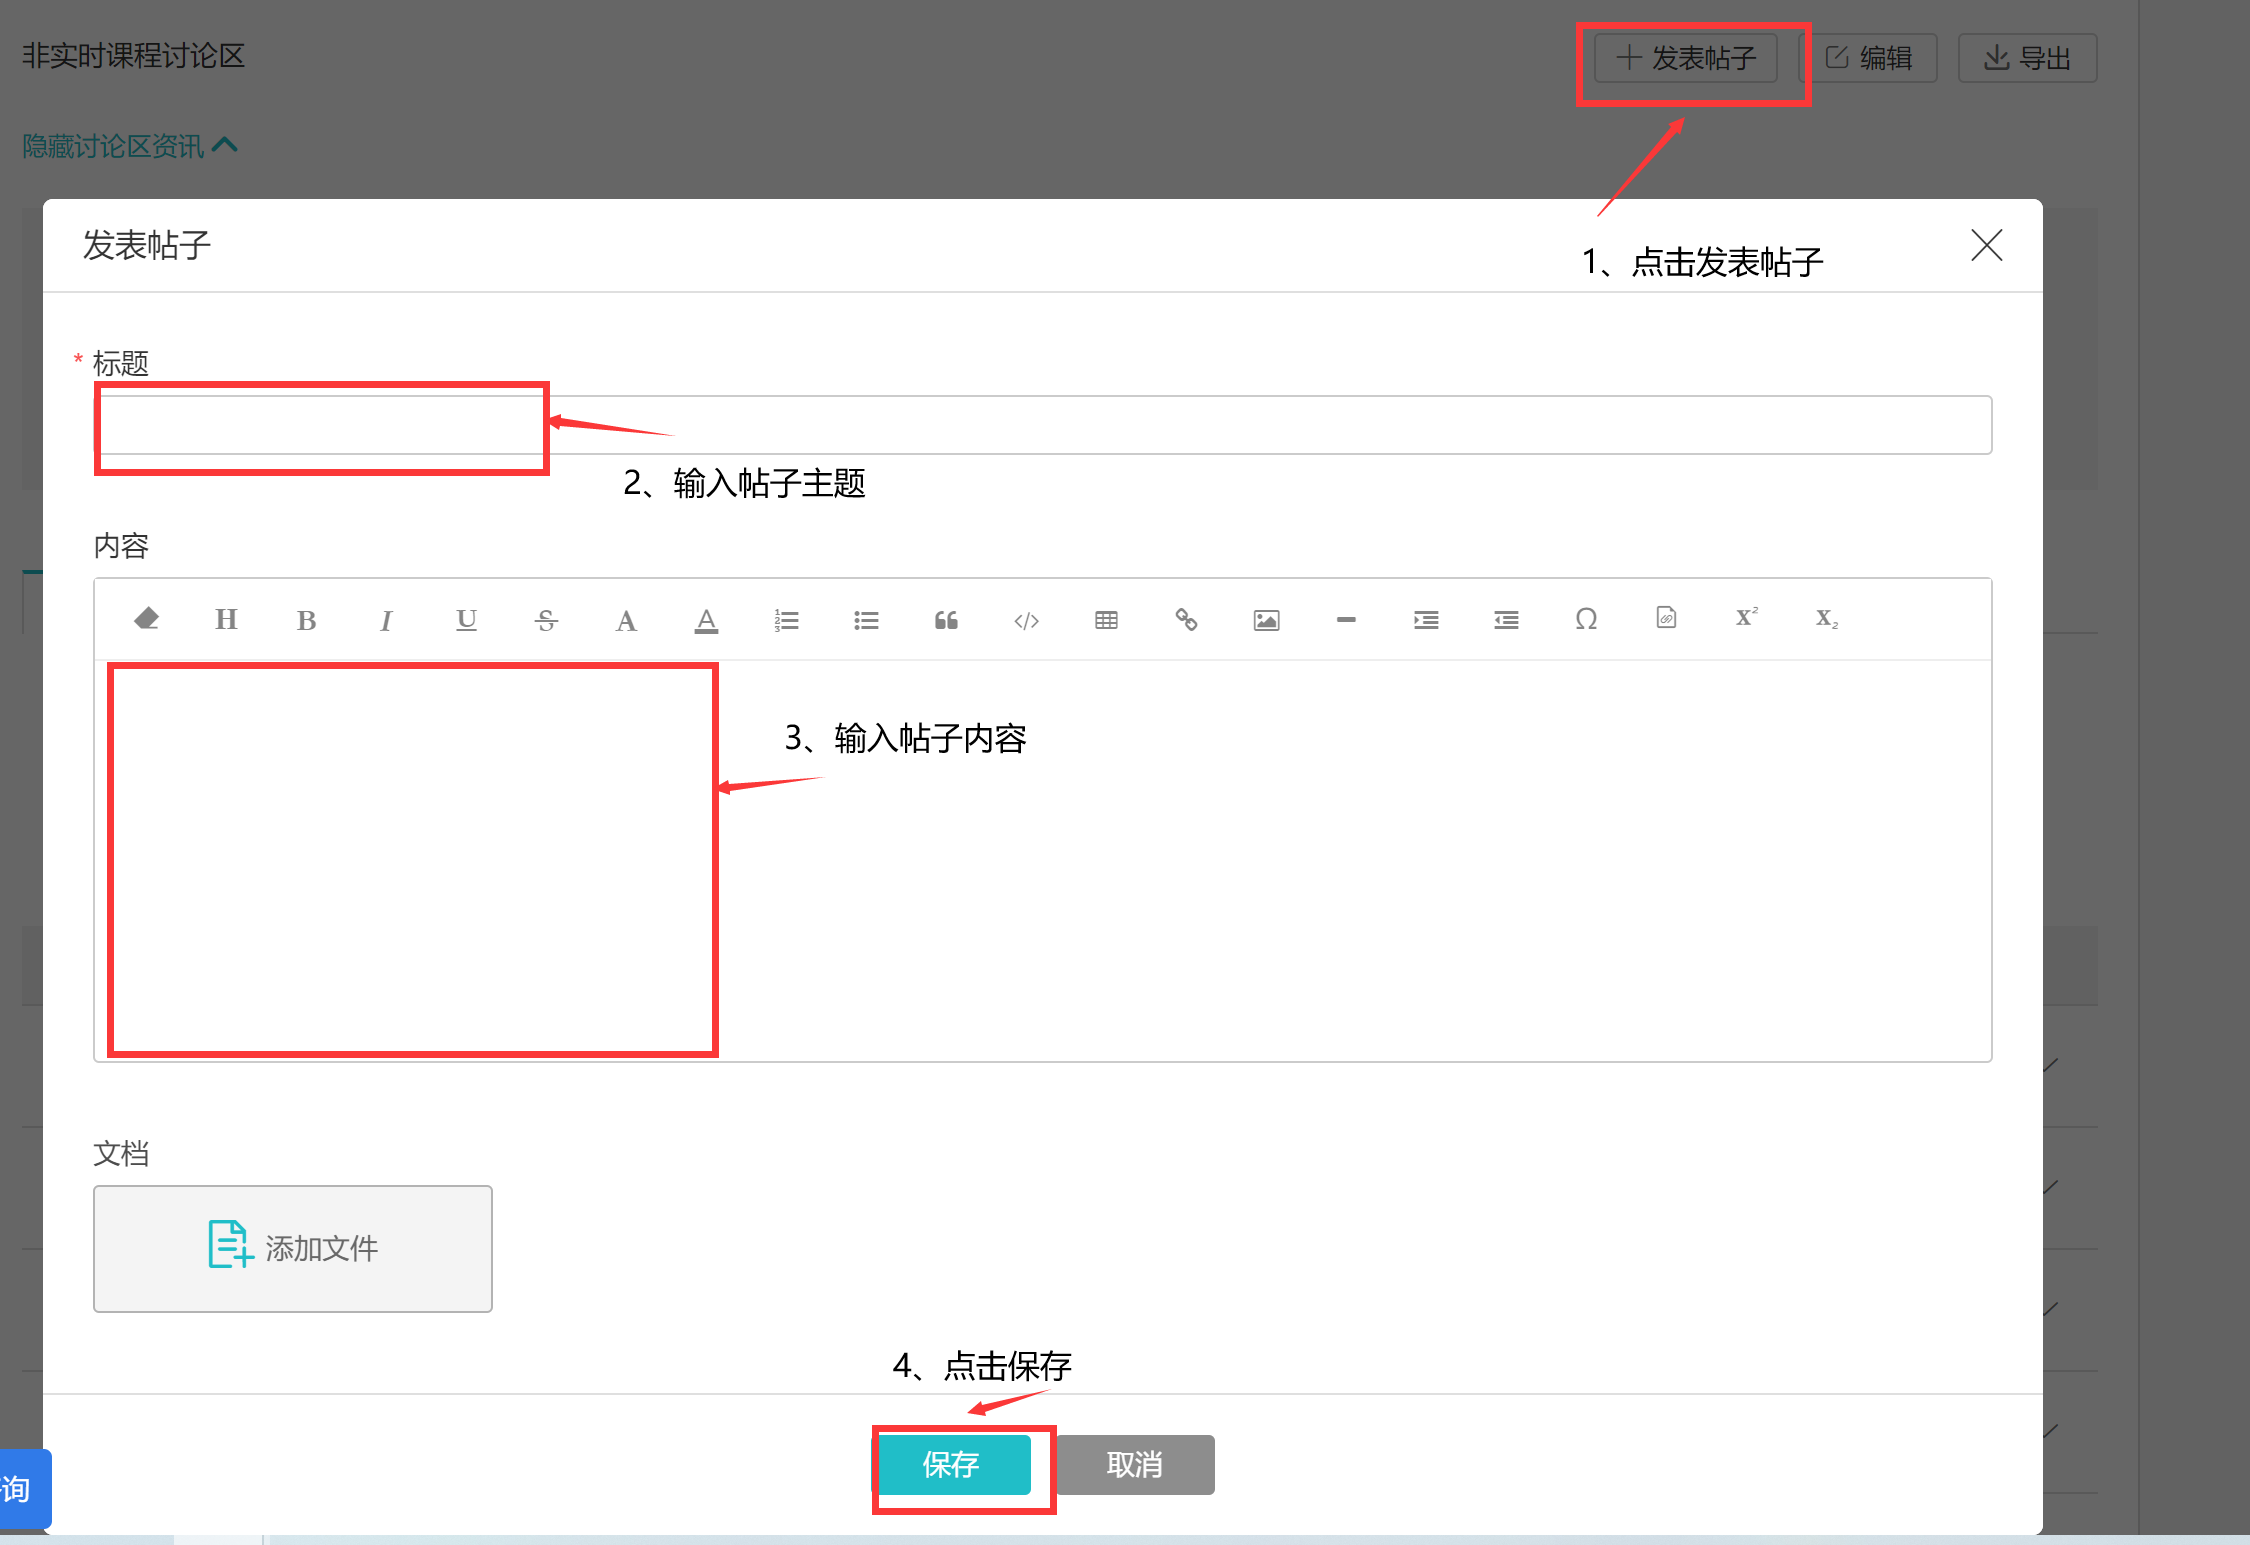 非实时课程讨论区
发表帖子
编辑
导出
隐藏讨论区资讯
发表帖子
1、点击发表帖子
* 标题
2、输入帖子主题
内容
H B I U S A A </> Ω X² X₂
3、输入帖子内容
文档
添加文件
4、点击保存
保存
取消
询